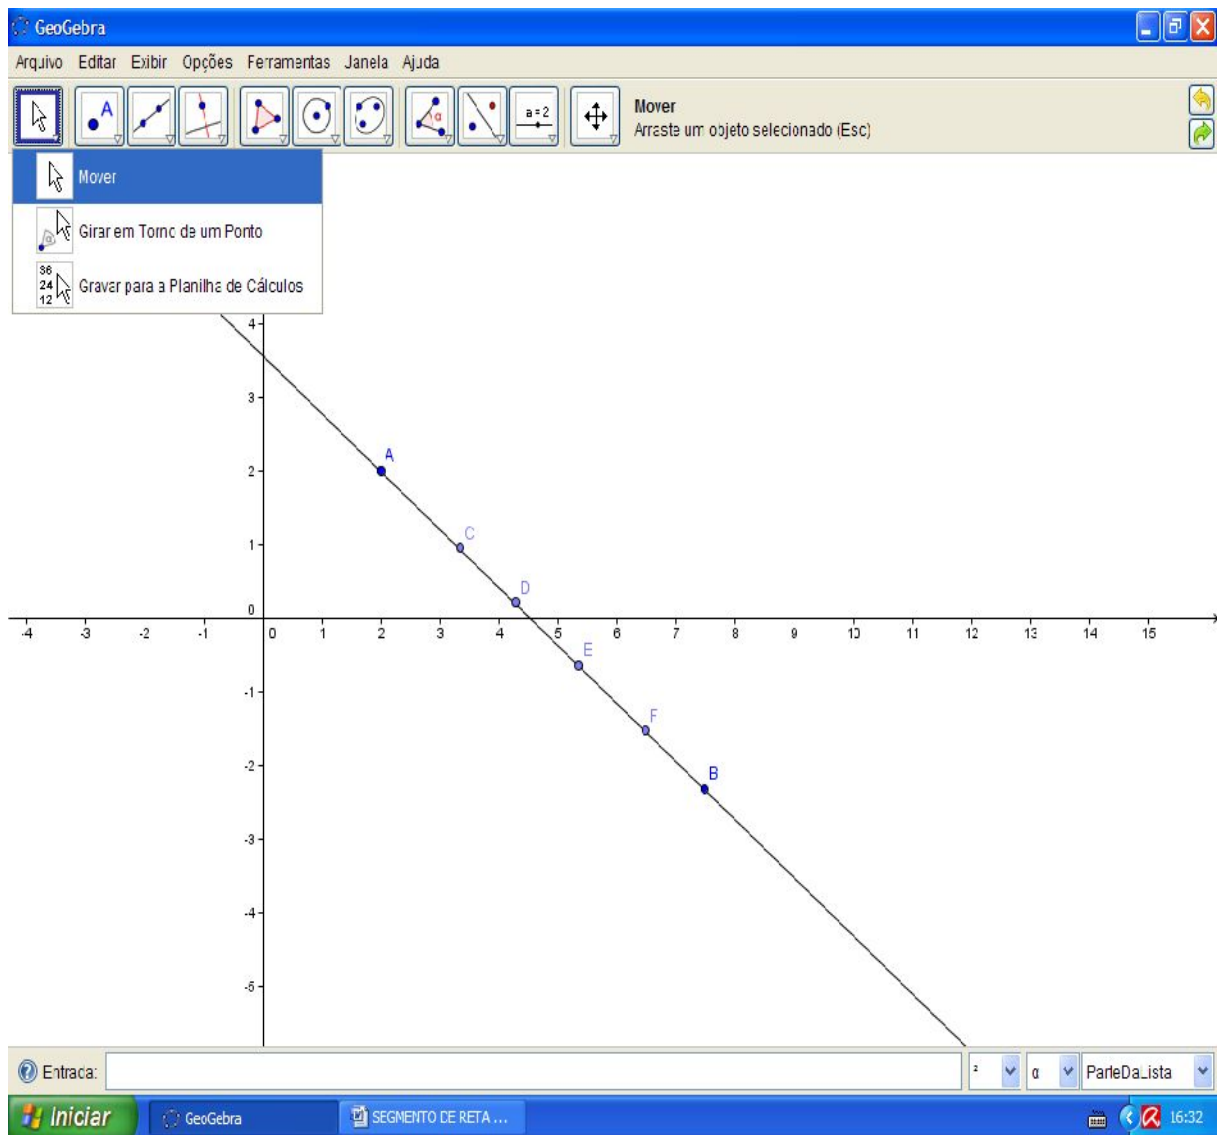 GeoGebra
Arquivo Editar Exibir Opções Ferramentas Janela Ajuda
A α a=2 Mover
Arraste um objeto selecionado (Esc)
Mover
α Girar em Torno de um Ponto
36
24
12
Gravar para a Planilha de Cálculos
4
3
A
2
C
1
D
0
-4 -3 -2 -1 0 1 2 3 4 5 6 7 8 9 10 11 12 13 14 15
E
-1
F
-2
B
-3
-4
-5
Entrada: ² α ParteDaLista
Iniciar GeoGebra SEGMENTO DE RETA ... 16:32